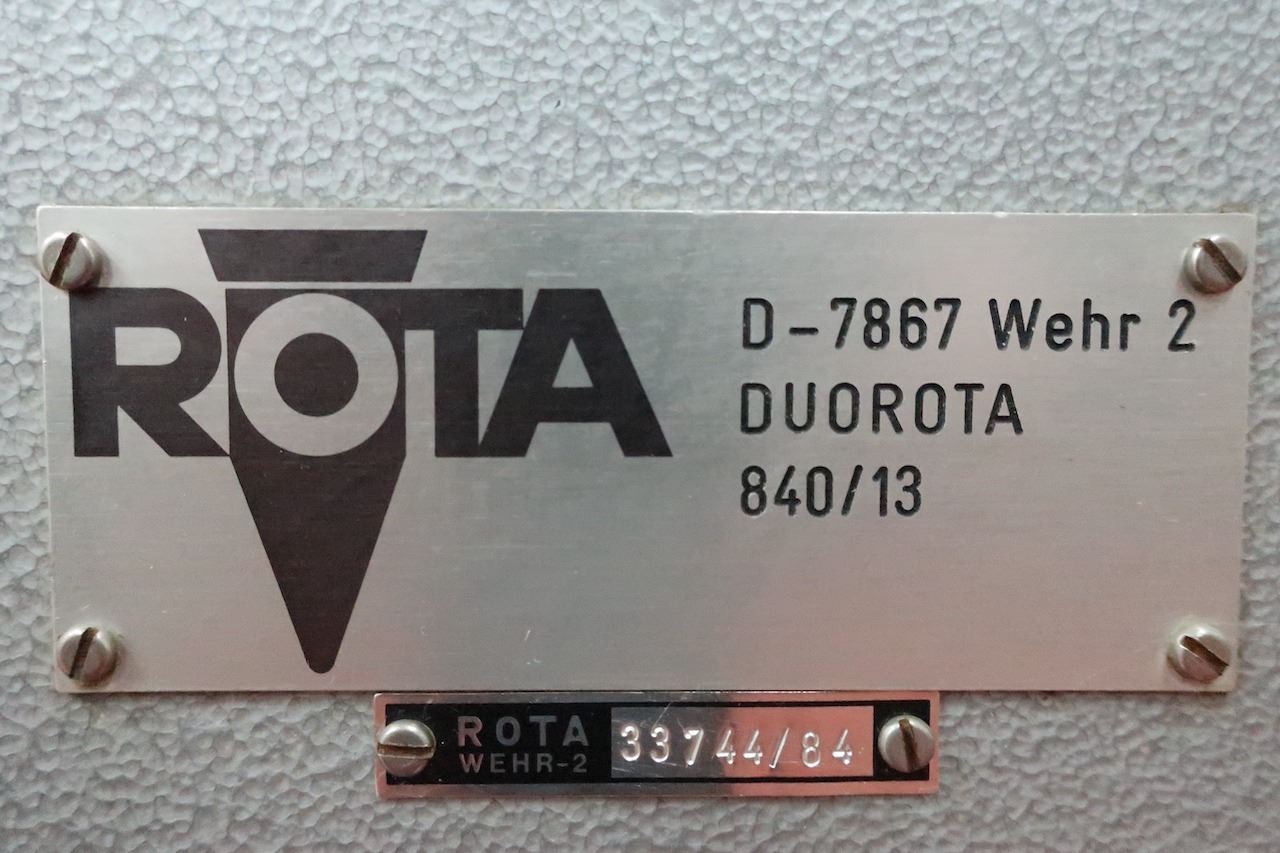 ROTA
D-7867 Wehr 2
DUOROTA
840/13
ROTA
WEHR-2
33744/84